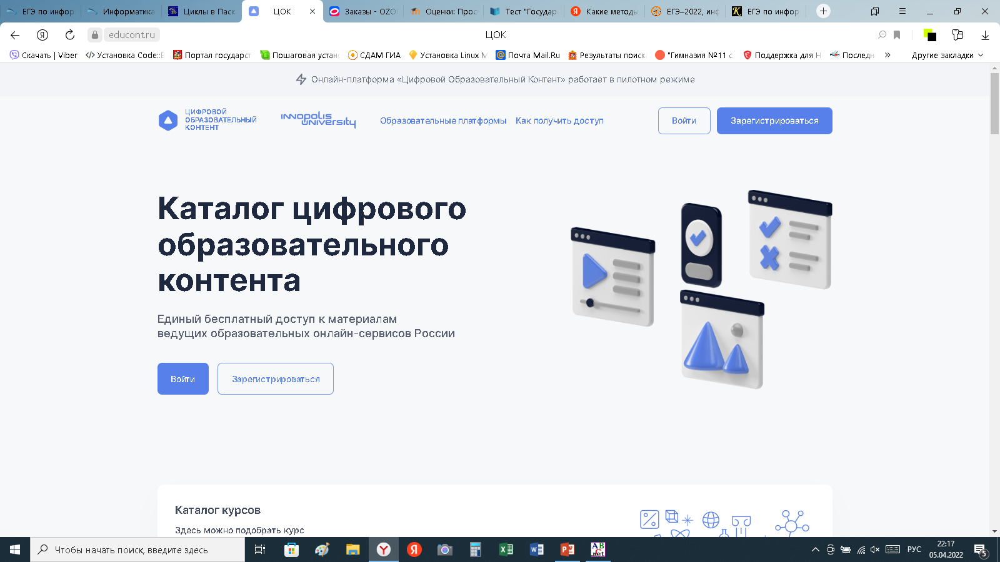 ЕГЭ по инфор
Информатика
Циклы в Паск
ЦОК
Заказы - OZO
Оценки: Прос
Тест "Государ
Какие методы
ЕГЭ–2022, инф
ЕГЭ по инфор
educont.ru
ЦОК
Скачать | Viber
Установка Code::B
Портал государст
Пошаговая устан
СДАМ ГИА
Установка Linux M
Почта Mail.Ru
Результаты поиск
"Гимназия №11 с
Поддержка для Н
Последн
Другие закладки
Онлайн-платформа «Цифровой Образовательный Контент» работает в пилотном режиме
ЦИФРОВОЙ
ОБРАЗОВАТЕЛЬНЫЙ
КОНТЕНТ
INNOPOLIS
UNIVERSITY
Образовательные платформы
Как получить доступ
Войти
Зарегистрироваться
Каталог цифрового
образовательного
контента
Единый бесплатный доступ к материалам
ведущих образовательных онлайн-сервисов России
Войти
Зарегистрироваться
Каталог курсов
Здесь можно подобрать курс
Чтобы начать поиск, введите здесь
РУС
22:17
05.04.2022
5